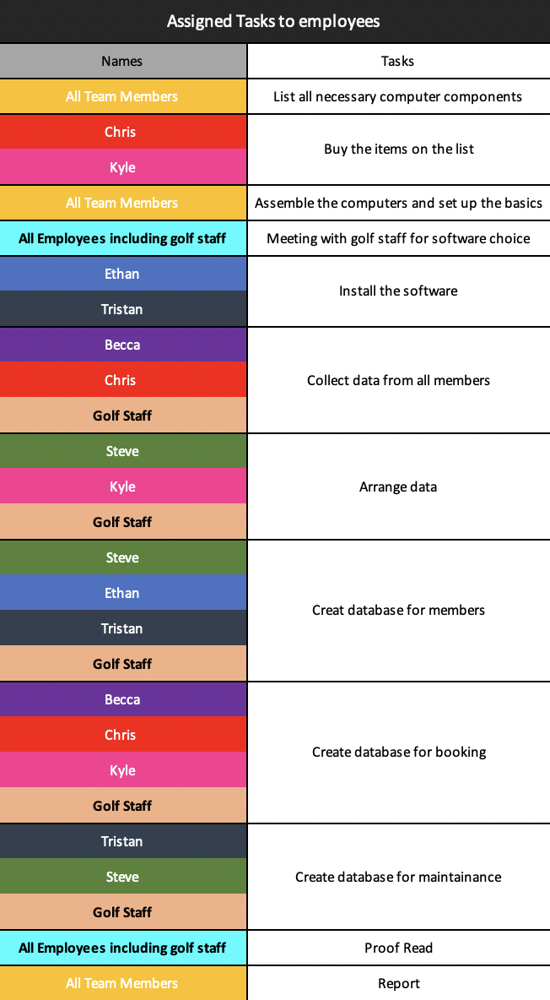 Assigned Tasks to employees
Names Tasks
All Team Members List all necessary computer components
Chris
Buy the items on the list
Kyle
All Team Members Assemble the computers and set up the basics
All Employees including golf staff Meeting with golf staff for software choice
Ethan
Install the software
Tristan
Becca
Chris Collect data from all members
Golf Staff
Steve
Kyle Arrange data
Golf Staff
Steve
Ethan
Creat database for members
Tristan
Golf Staff
Becca
Chris
Create database for booking
Kyle
Golf Staff
Tristan
Steve Create database for maintainance
Golf Staff
All Employees including golf staff Proof Read
All Team Members Report